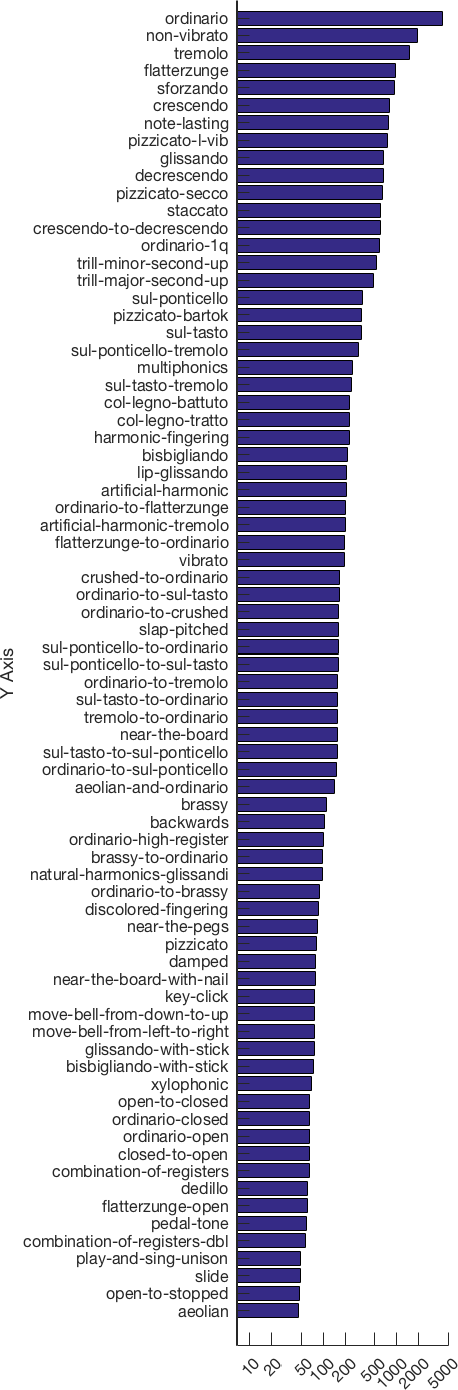 ordinario
non-vibrato
tremolo
flatterzunge
sforzando
crescendo
note-lasting
pizzicato-l-vib
glissando
decrescendo
pizzicato-secco
staccato
crescendo-to-decrescendo
ordinario-1q
trill-minor-second-up
trill-major-second-up
sul-ponticello
pizzicato-bartok
sul-tasto
sul-ponticello-tremolo
multiphonics
sul-tasto-tremolo
col-legno-battuto
col-legno-tratto
harmonic-fingering
bisbigliando
lip-glissando
artificial-harmonic
ordinario-to-flatterzunge
artificial-harmonic-tremolo
flatterzunge-to-ordinario
vibrato
crushed-to-ordinario
ordinario-to-sul-tasto
ordinario-to-crushed
slap-pitched
sul-ponticello-to-ordinario
sul-ponticello-to-sul-tasto
ordinario-to-tremolo
sul-tasto-to-ordinario
tremolo-to-ordinario
near-the-board
sul-tasto-to-sul-ponticello
ordinario-to-sul-ponticello
aeolian-and-ordinario
brassy
backwards
ordinario-high-register
brassy-to-ordinario
natural-harmonics-glissandi
ordinario-to-brassy
discolored-fingering
near-the-pegs
pizzicato
damped
near-the-board-with-nail
key-click
move-bell-from-down-to-up
move-bell-from-left-to-right
glissando-with-stick
bisbigliando-with-stick
xylophonic
open-to-closed
ordinario-closed
ordinario-open
closed-to-open
combination-of-registers
dedillo
flatterzunge-open
pedal-tone
combination-of-registers-dbl
play-and-sing-unison
slide
open-to-stopped
aeolian
Y Axis
10 20 50 100 200 500 1000 2000 5000